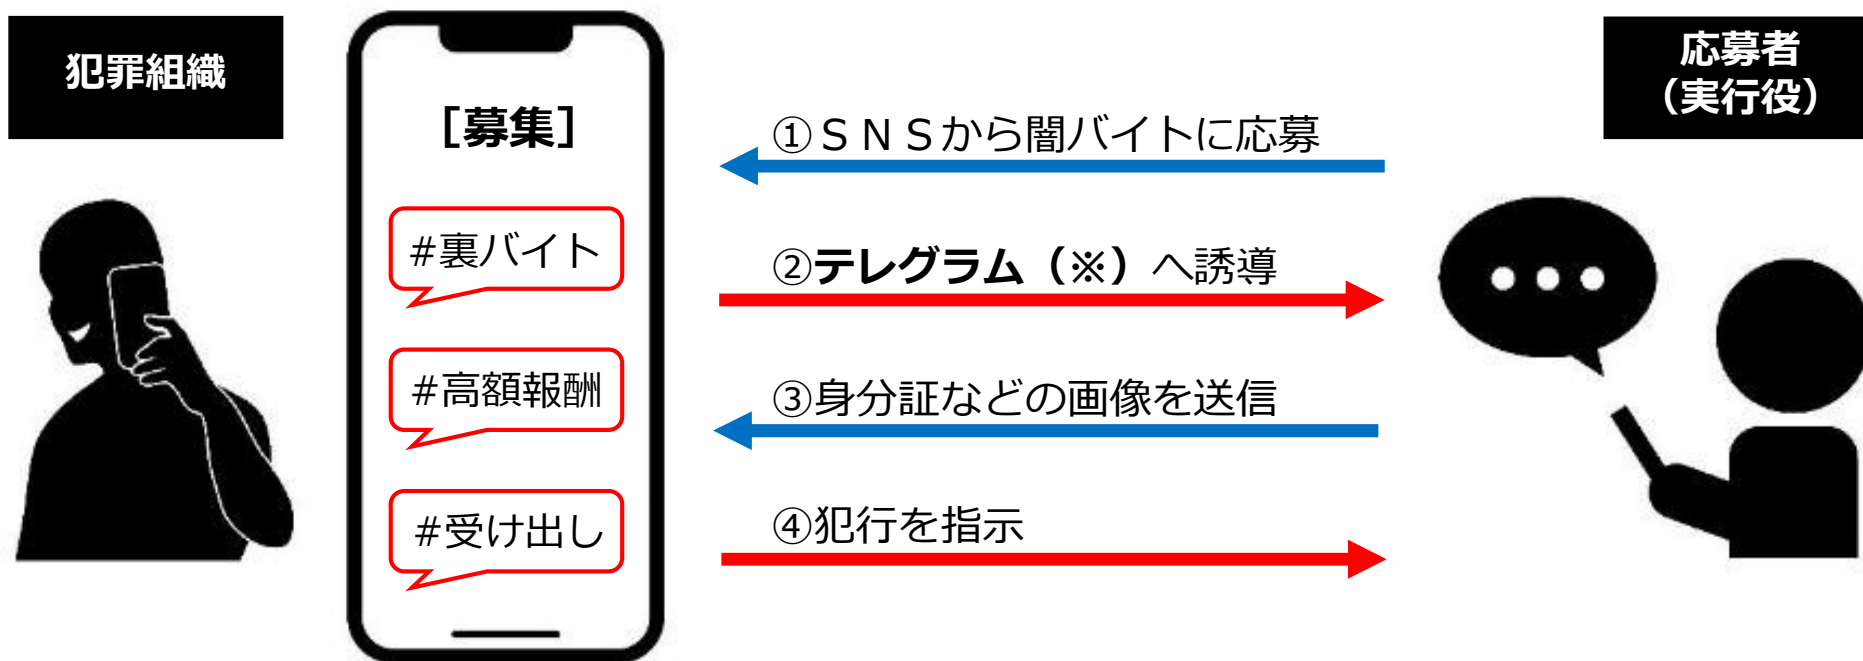 犯罪組織
［募集］
#裏バイト
#高額報酬
#受け出し
①ＳＮＳから闇バイトに応募
②テレグラム（※）へ誘導
③身分証などの画像を送信
④犯行を指示
応募者
（実行役）